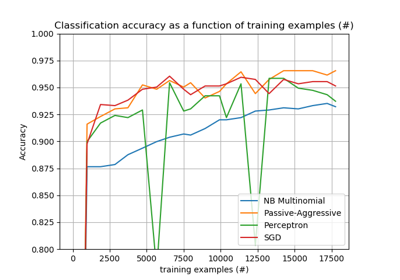 Classification accuracy as a function of training examples (#)
1.000
0.975
0.950
0.925
0.900
0.875
0.850
0.825
0.800
Accuracy
0
2500
5000
7500
10000
12500
15000
17500
training examples (#)
NB Multinomial
Passive-Aggressive
Perceptron
SGD